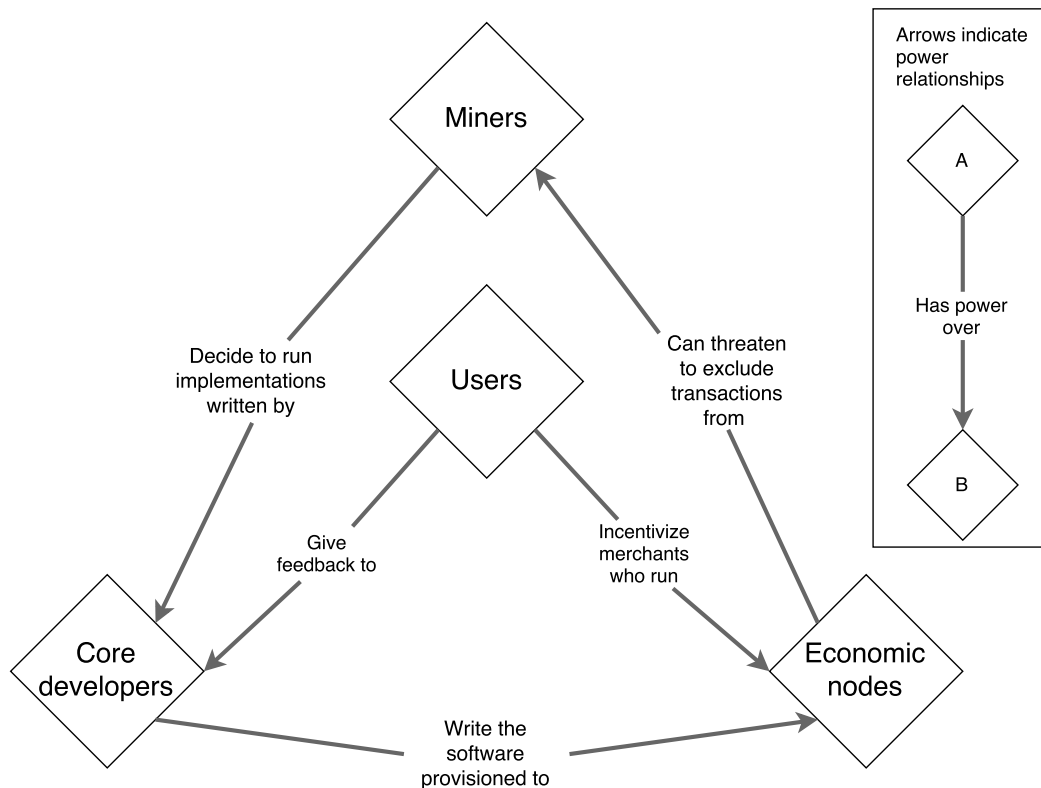 Miners
Arrows indicate
power
relationships
A
Has power
over
B
Decide to run
implementations
written by
Users
Can threaten
to exclude
transactions
from
Give
feedback to
Incentivize
merchants
who run
Core
developers
Economic
nodes
Write the
software
provisioned to